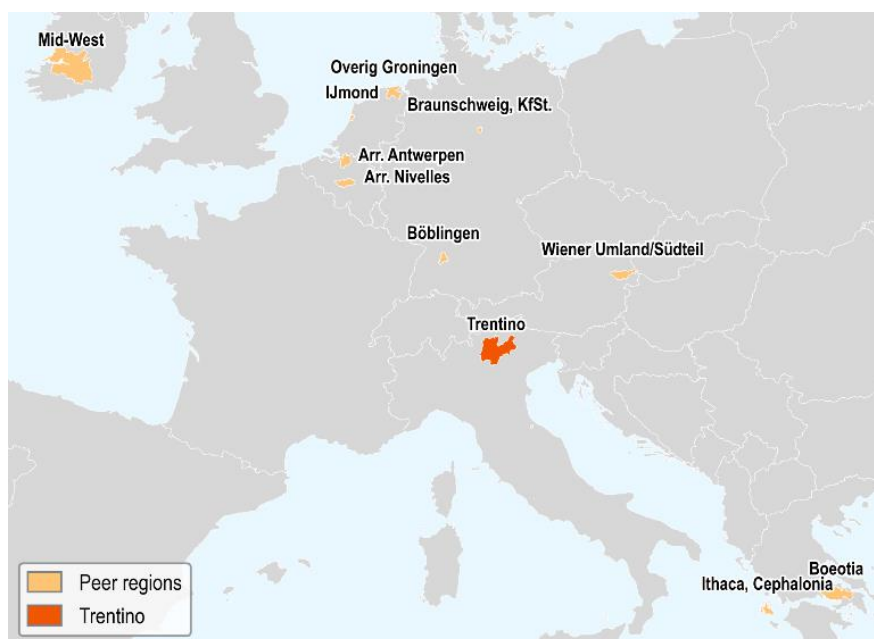 Mid-West
Overig Groningen
IJmond
Braunschweig, KfSt.
Arr. Antwerpen
Arr. Nivelles
Böblingen
Wiener Umland/Südteil
Trentino
Boeotia
Ithaca, Cephalonia
Peer regions
Trentino